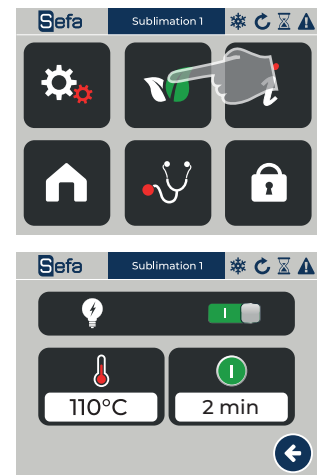 Sefa
Sublimation 1
i
Sefa
Sublimation 1
I
110°C
I
2 min